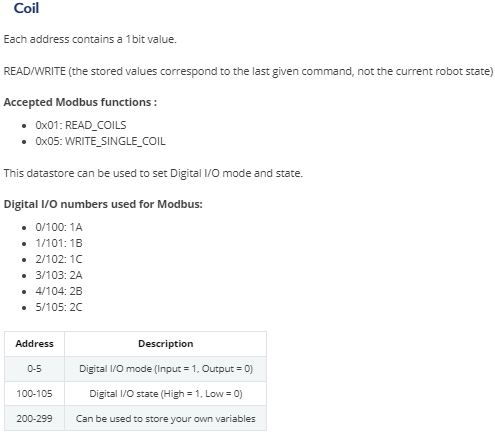 Coil
Each address contains a 1bit value.
READ/WRITE (the stored values correspond to the last given command, not the current robot state)
Accepted Modbus functions :
• 0x01: READ_COILS
• 0x05: WRITE_SINGLE_COIL
This datastore can be used to set Digital I/O mode and state.
Digital I/O numbers used for Modbus:
• 0/100: 1A
• 1/101: 1B
• 2/102: 1C
• 3/103: 2A
• 4/104: 2B
• 5/105: 2C
Address Description
0-5 Digital I/O mode (Input = 1, Output = 0)
100-105 Digital I/O state (High = 1, Low = 0)
200-299 Can be used to store your own variables